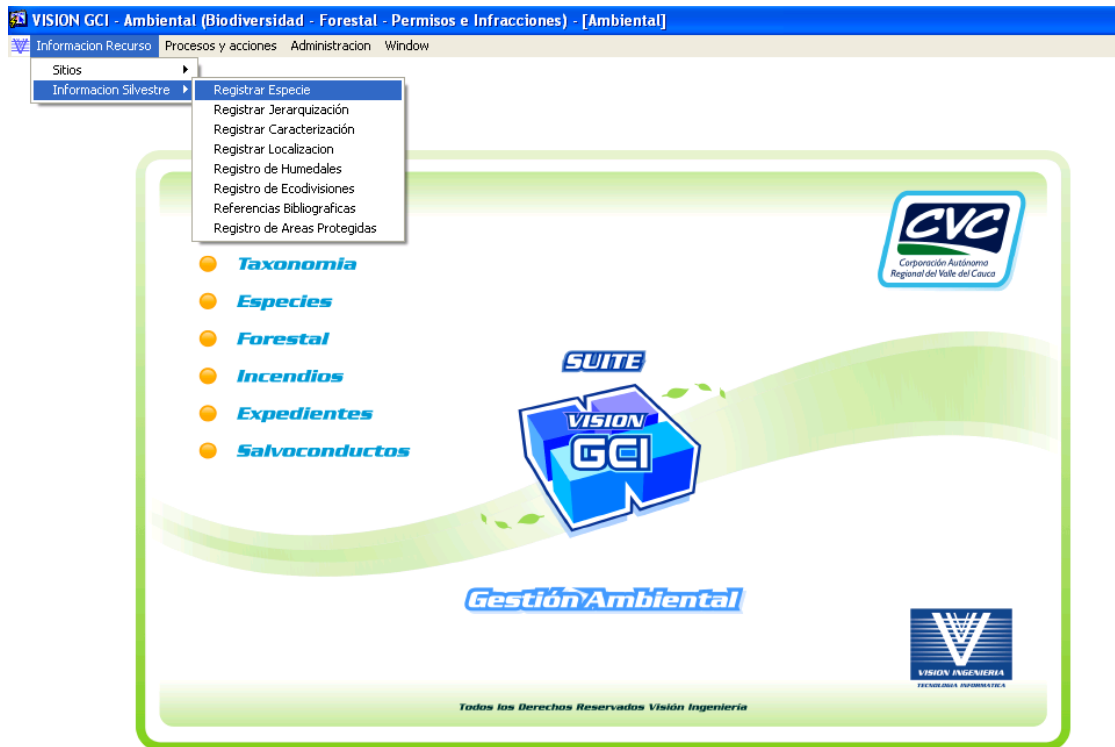 VISION GCI - Ambiental (Biodiversidad - Forestal - Permisos e Infracciones) - [Ambiental]
Informacion Recurso Procesos y acciones Administracion Window
Sitios
Informacion Silvestre
Registrar Especie
Registrar Jerarquización
Registrar Caracterización
Registrar Localizacion
Registro de Humedales
Registro de Ecodivisiones
Referencias Bibliograficas
Registro de Areas Protegidas
CVC
Corporación Autónoma
Regional del Valle del Cauca
Taxonomia
Especies
Forestal
Incendios
Expedientes
Salvoconductos
SUITE
VISION
GCI
Gestión Ambiental
VISION INGENIERIA
TECNOLOGIA INFORMATICA
Todos los Derechos Reservados Visión Ingeniería